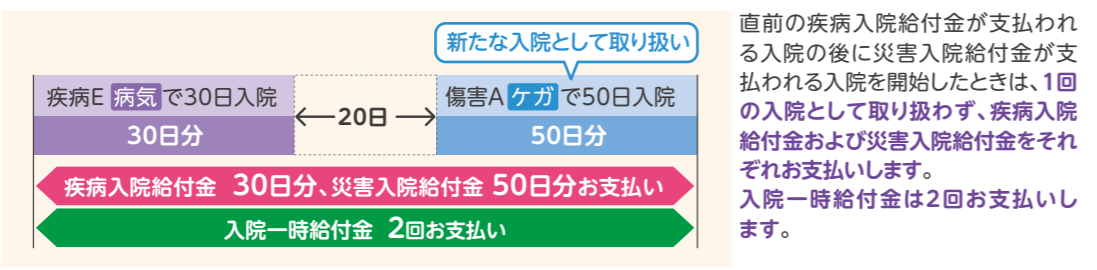 新たな入院として取り扱い
疾病E 病気 で30日入院
30日分
20日
傷害A ケガ で50日入院
50日分
疾病入院給付金 30日分、災害入院給付金 50日分お支払い
入院一時給付金 2回お支払い
直前の疾病入院給付金が支払われ
る入院の後に災害入院給付金が支
払われる入院を開始したときは、1回
の入院として取り扱わず、疾病入院
給付金および災害入院給付金をそれ
ぞれお支払いします。
入院一時給付金は2回お支払いし
ます。